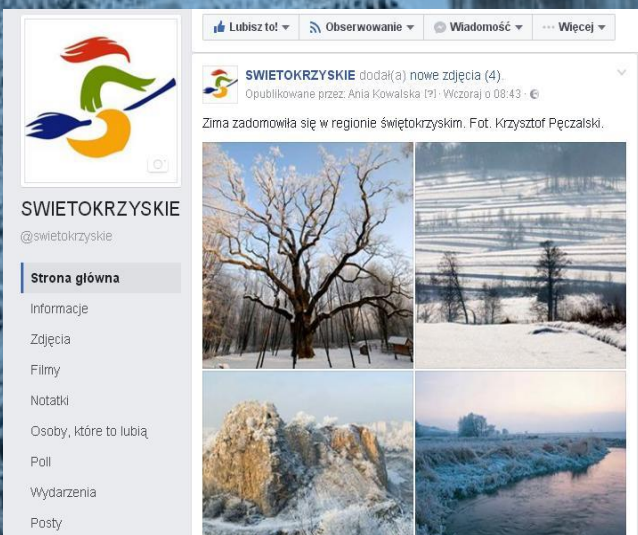 Lubisz to!
Obserwowanie
Wiadomość
Więcej
SWIETOKRZYSKIE dodał(a) nowe zdjęcia (4).
Opublikowane przez: Ania Kowalska [?] · Wczoraj o 08:43 ·
Zima zadomowiła się w regionie świętokrzyskim. Fot. Krzysztof Pęczalski.
SWIETOKRZYSKIE
@swietokrzyskie
Strona główna
Informacje
Zdjęcia
Filmy
Notatki
Osoby, które to lubią
Poll
Wydarzenia
Posty